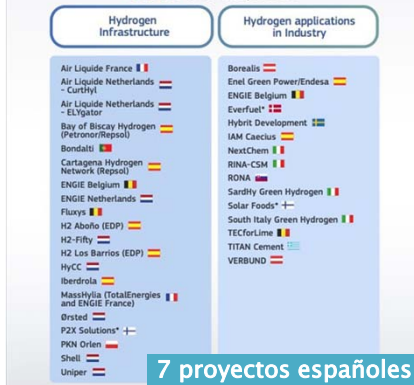 Hydrogen
Infrastructure
Air Liquide France
Air Liquide Netherlands
- CurtHyl
Air Liquide Netherlands
- ELYgator
Bay of Biscay Hydrogen
(Petronor/Repsol)
Bondalti
Cartagena Hydrogen
Network (Repsol)
ENGIE Belgium
ENGIE Netherlands
Fluxys
H2 Aboño (EDP)
H2-Fifty
H2 Los Barrios (EDP)
HyCC
Iberdrola
MassHylia (TotalEnergies
and ENGIE France)
Ørsted
P2X Solutions*
PKN Orlen
Shell
Uniper
Hydrogen applications
in Industry
Borealis
Enel Green Power/Endesa
ENGIE Belgium
Everfuel*
Hybrit Development
IAM Caecius
NextChem
RINA-CSM
RONA
SardHy Green Hydrogen
Solar Foods*
South Italy Green Hydrogen
TECforLime
TITAN Cement
VERBUND
7 proyectos españoles